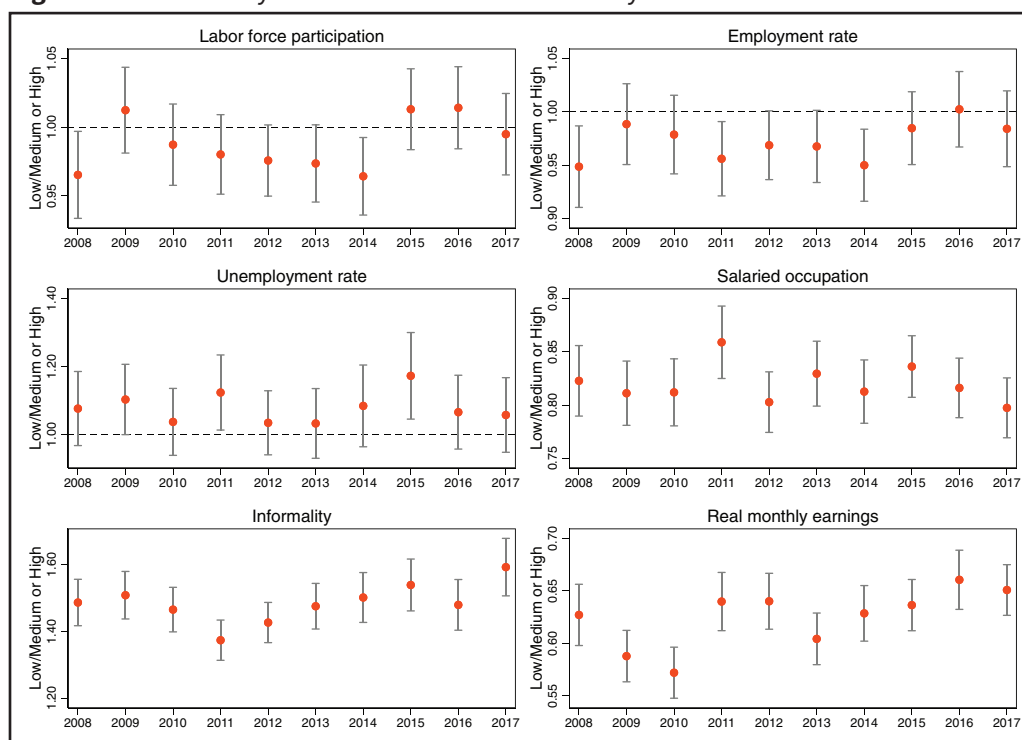 Labor force participation
Low/Medium or High
0.95 1.00 1.05
2008 2009 2010 2011 2012 2013 2014 2015 2016 2017
Employment rate
Low/Medium or High
0.90 0.95 1.00 1.05
2008 2009 2010 2011 2012 2013 2014 2015 2016 2017
Unemployment rate
Low/Medium or High
1.00 1.20 1.40
2008 2009 2010 2011 2012 2013 2014 2015 2016 2017
Salaried occupation
Low/Medium or High
0.75 0.80 0.85 0.90
2008 2009 2010 2011 2012 2013 2014 2015 2016 2017
Informality
Low/Medium or High
1.20 1.40 1.60
2008 2009 2010 2011 2012 2013 2014 2015 2016 2017
Real monthly earnings
Low/Medium or High
0.55 0.60 0.65 0.70
2008 2009 2010 2011 2012 2013 2014 2015 2016 2017